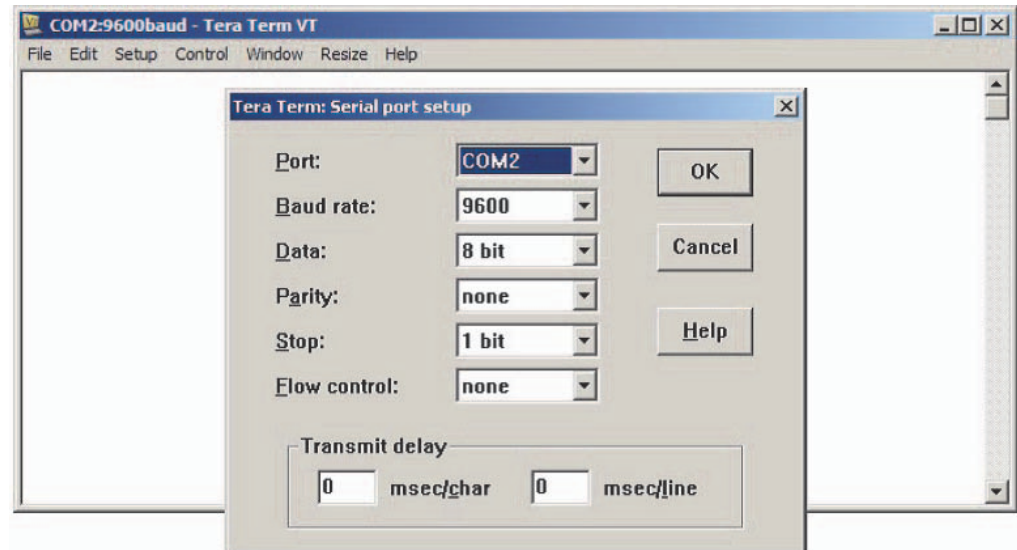 COM2:9600baud - Tera Term VT
File Edit Setup Control Window Resize Help
Tera Term: Serial port setup
Port: COM2
OK
Baud rate: 9600
Data: 8 bit
Cancel
Parity: none
Stop: 1 bit
Help
Flow control: none
Transmit delay
0 msec/char 0 msec/line